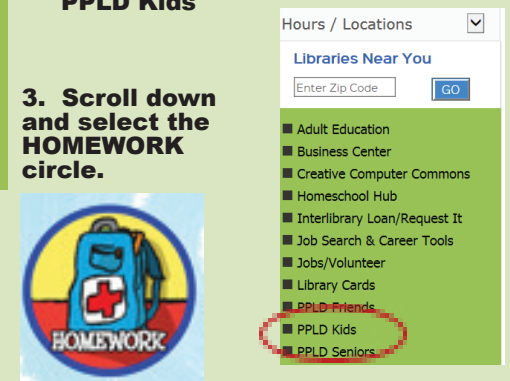 PPLD Kids
3. Scroll down
and select the
HOMEWORK
circle.
HOMEWORK
Hours / Locations
Libraries Near You
Enter Zip Code
GO
Adult Education
Business Center
Creative Computer Commons
Homeschool Hub
Interlibrary Loan/Request It
Job Search & Career Tools
Jobs/Volunteer
Library Cards
PPLD Friends
PPLD Kids
PPLD Seniors